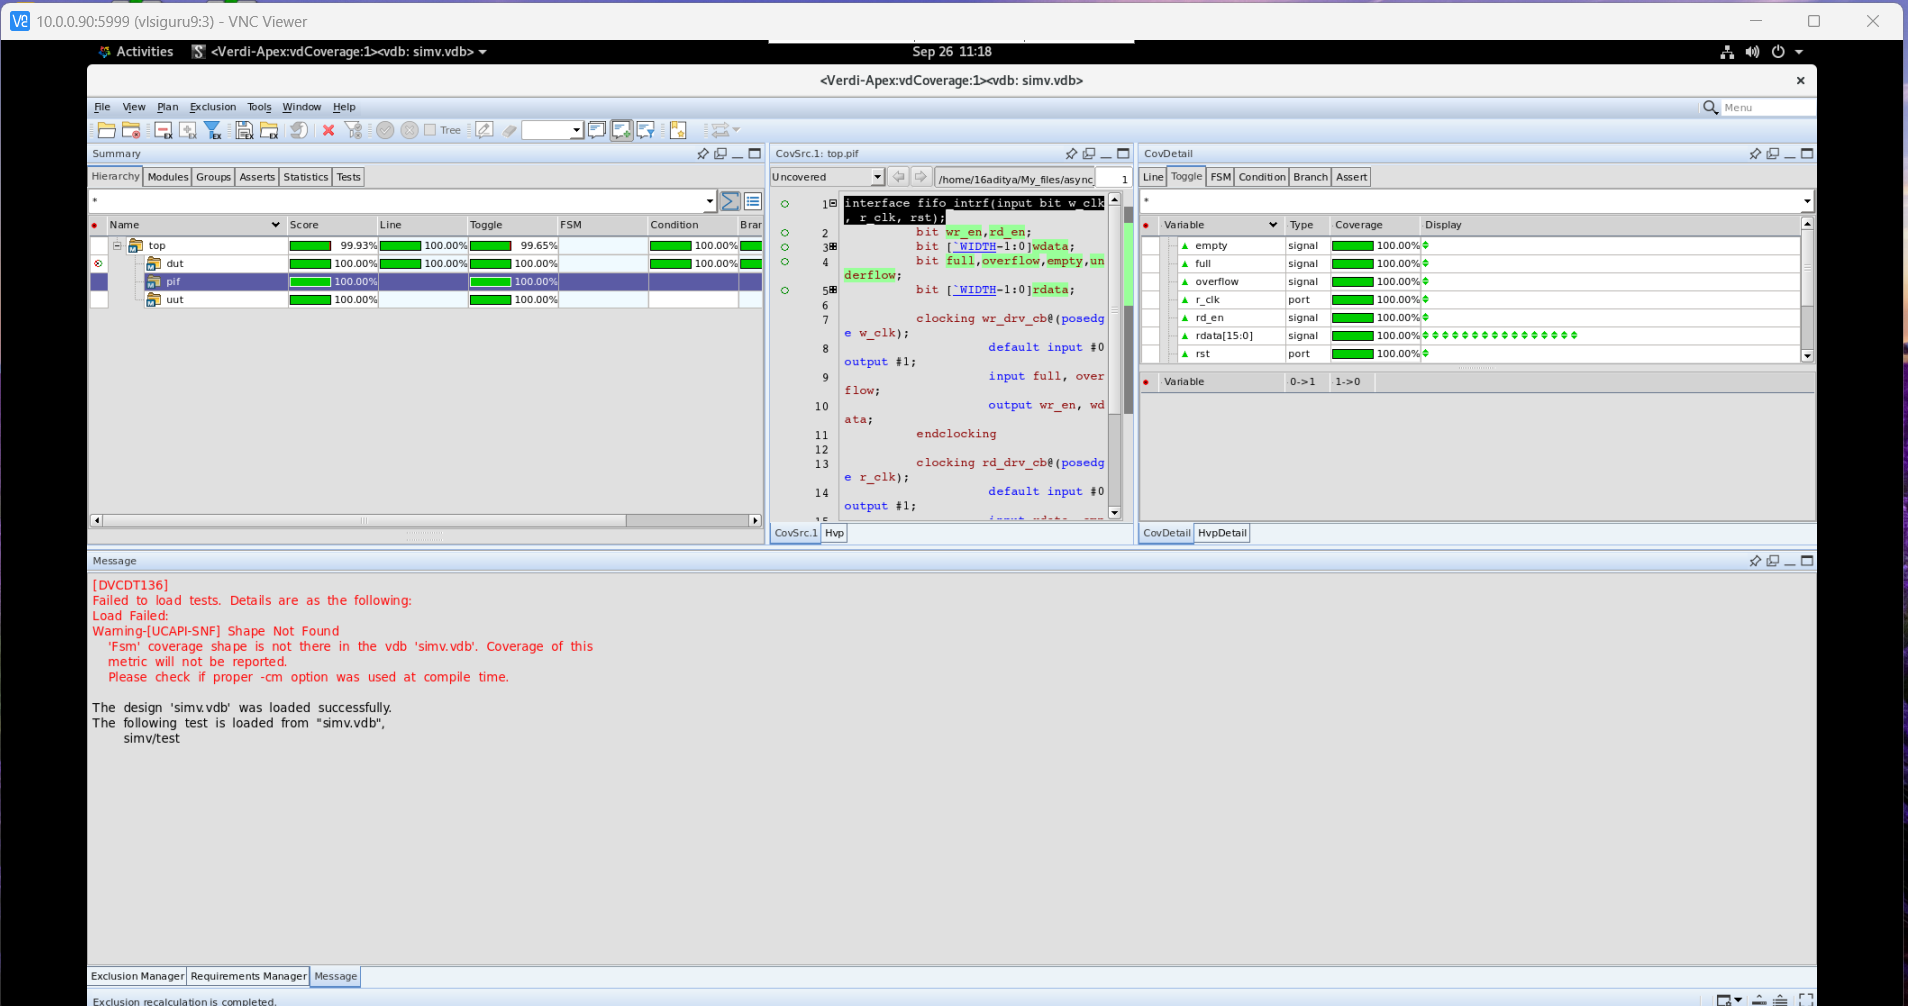 10.0.0.90:5999 (vlsiguru9:3) - VNC Viewer
Activities <Verdi-Apex:vdCoverage:1><vdb: simv.vdb> Sep 26 11:18
<Verdi-Apex:vdCoverage:1><vdb: simv.vdb>
File View Plan Exclusion Tools Window Help Menu
Tree
Summary
Hierarchy Modules Groups Asserts Statistics Tests
*
Name Score Line Toggle FSM Condition Bran
top 99.93% 100.00% 99.65% 100.00%
dut 100.00% 100.00% 100.00% 100.00%
pif 100.00% 100.00%
uut 100.00% 100.00%
CovSrc.1: top.pif
Uncovered /home/16aditya/My_files/async_ 1
1 interface fifo_intrf(input bit w_clk
, r_clk, rst);
2 bit wr_en,rd_en;
3 bit [`WIDTH-1:0]wdata;
4 bit full,overflow,empty,un
derflow;
5 bit [`WIDTH-1:0]rdata;
6
7 clocking wr_drv_cb@(posedg
e w_clk);
8 default input #0
output #1;
9 input full, over
flow;
10 output wr_en, wd
ata;
11 endclocking
12
13 clocking rd_drv_cb@(posedg
e r_clk);
14 default input #0
output #1;
CovSrc.1 Hvp
CovDetail
Line Toggle FSM Condition Branch Assert
*
Variable Type Coverage Display
empty signal 100.00%
full signal 100.00%
overflow signal 100.00%
r_clk port 100.00%
rd_en signal 100.00%
rdata[15:0] signal 100.00%
rst port 100.00%
Variable 0->1 1->0
CovDetail HvpDetail
Message
[DVCDT136]
Failed to load tests. Details are as the following:
Load Failed:
Warning-[UCAPI-SNF] Shape Not Found
'Fsm' coverage shape is not there in the vdb 'simv.vdb'. Coverage of this
metric will not be reported.
Please check if proper -cm option was used at compile time.
The design 'simv.vdb' was loaded successfully.
The following test is loaded from "simv.vdb",
simv/test
Exclusion Manager Requirements Manager Message
Exclusion recalculation is completed.